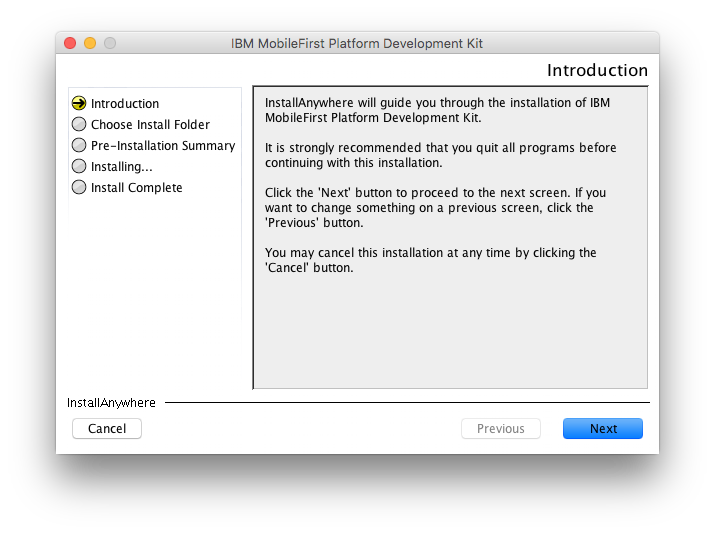 IBM MobileFirst Platform Development Kit
Introduction
Introduction
Choose Install Folder
Pre-Installation Summary
Installing...
Install Complete
InstallAnywhere will guide you through the installation of IBM
MobileFirst Platform Development Kit.
It is strongly recommended that you quit all programs before
continuing with this installation.
Click the 'Next' button to proceed to the next screen. If you
want to change something on a previous screen, click the
'Previous' button.
You may cancel this installation at any time by clicking the
'Cancel' button.
InstallAnywhere
Cancel
Previous
Next